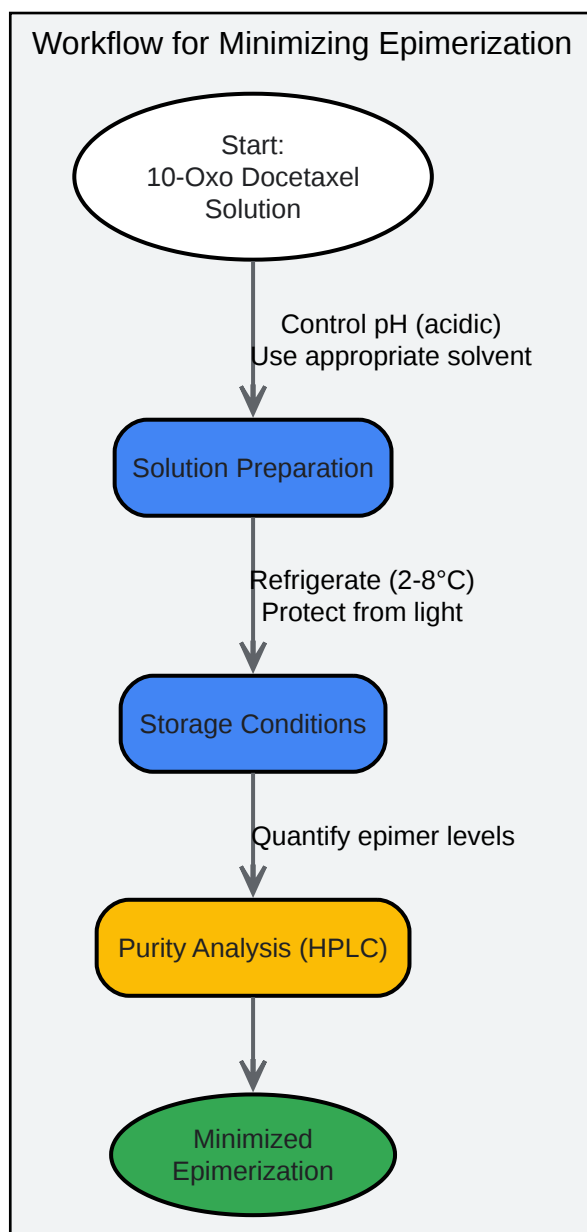 Workflow for Minimizing Epimerization
Start:
10-Oxo Docetaxel
Solution
Control pH (acidic)
Use appropriate solvent
Solution Preparation
Refrigerate (2-8°C)
Protect from light
Storage Conditions
Quantify epimer levels
Purity Analysis (HPLC)
Minimized
Epimerization